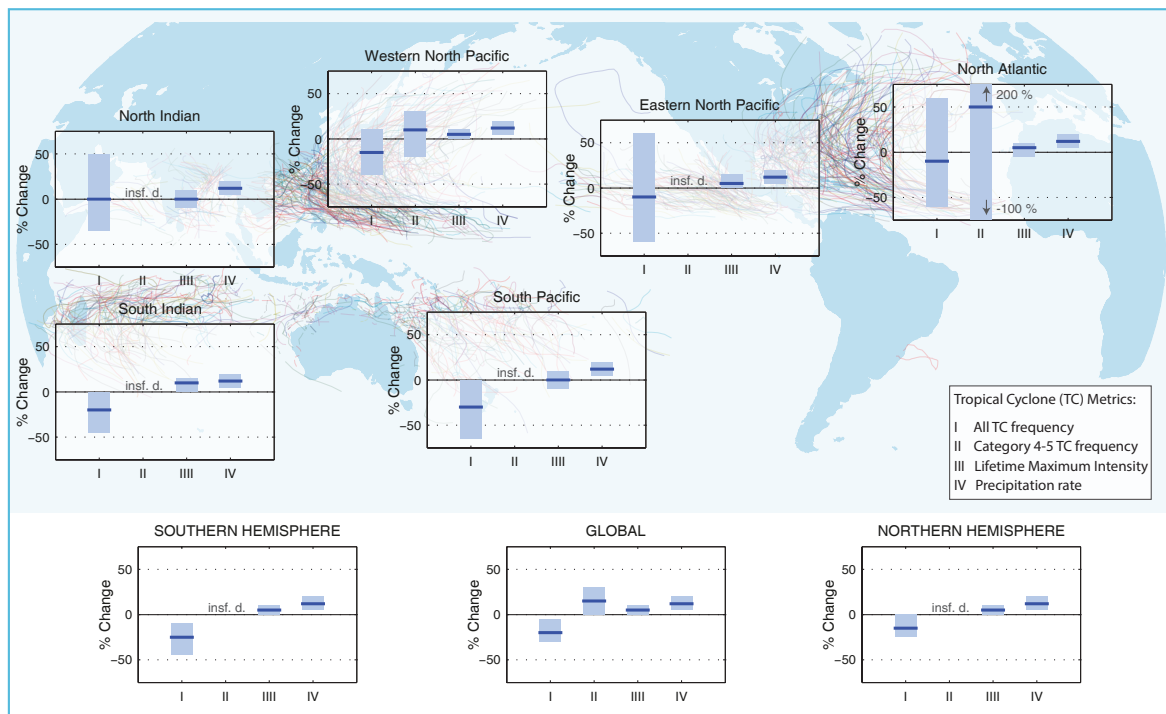 Western North Pacific
% Change
50
0
−50
I II IIII IV
North Atlantic
% Change
50
0
−50
200 %
-100 %
I II IIII IV
Eastern North Pacific
% Change
50
0
−50
insf. d.
I II IIII IV
North Indian
% Change
50
0
−50
insf. d.
I II IIII IV
South Indian
% Change
50
0
−50
insf. d.
I II IIII IV
South Pacific
% Change
50
0
−50
insf. d.
I II IIII IV
Tropical Cyclone (TC) Metrics:
I All TC frequency
II Category 4-5 TC frequency
III Lifetime Maximum Intensity
IV Precipitation rate
SOUTHERN HEMISPHERE
% Change
50
0
−50
insf. d.
I II IIII IV
GLOBAL
% Change
50
0
−50
I II IIII IV
NORTHERN HEMISPHERE
% Change
50
0
−50
insf. d.
I II IIII IV